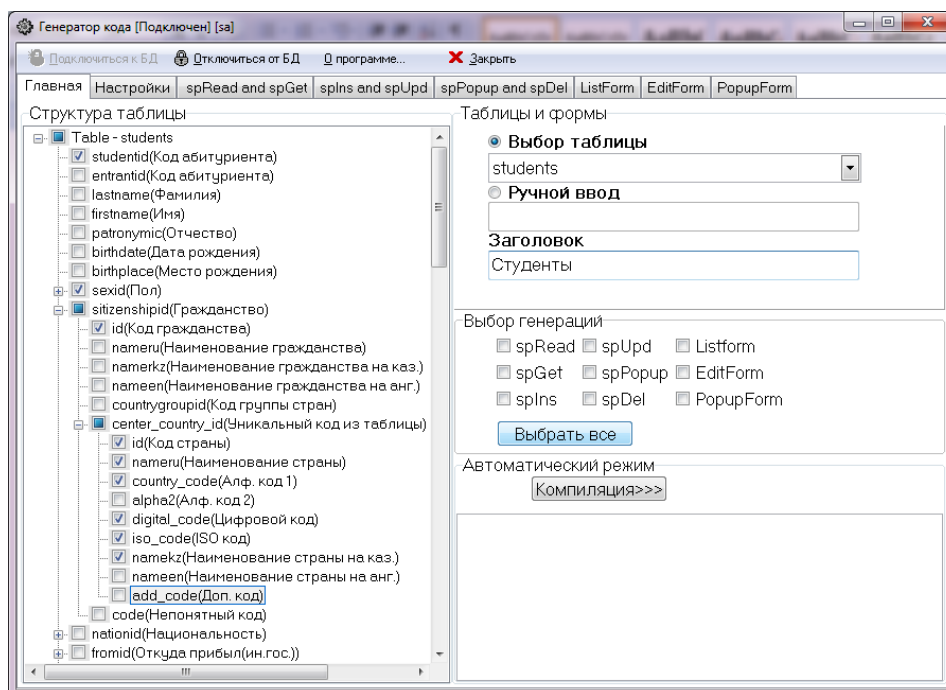 Генератор кода [Подключен] [sa]
Подключиться к БД Отключиться от БД О программе... Закрыть
Главная Настройки spRead and spGet spIns and spUpd spPopup and spDel ListForm EditForm PopupForm
Структура таблицы
Table - students
studentid(Код абитуриента)
entrantid(Код абитуриента)
lastname(Фамилия)
firstname(Имя)
patronymic(Отчество)
birthdate(Дата рождения)
birthplace(Место рождения)
sexid(Пол)
sitizenshipid(Гражданство)
id(Код гражданства)
nameru(Наименование гражданства)
namerkz(Наименование гражданства на каз.)
nameen(Наименование гражданства на анг.)
countrygroupid(Код группы стран)
center_country_id(Уникальный код из таблицы)
id(Код страны)
nameru(Наименование страны)
country_code(Алф. код 1)
alpha2(Алф. код 2)
digital_code(Цифровой код)
iso_code(ISO код)
namekz(Наименование страны на каз.)
nameen(Наименование страны на анг.)
add_code(Доп. код)
code(Непонятный код)
nationid(Национальность)
fromid(Откуда прибыл(ин.гос.))
Таблицы и формы
Выбор таблицы
students
Ручной ввод
Заголовок
Студенты
Выбор генераций
spRead spUpd Listform
spGet spPopup EditForm
spIns spDel PopupForm
Выбрать все
Автоматический режим
Компиляция>>>